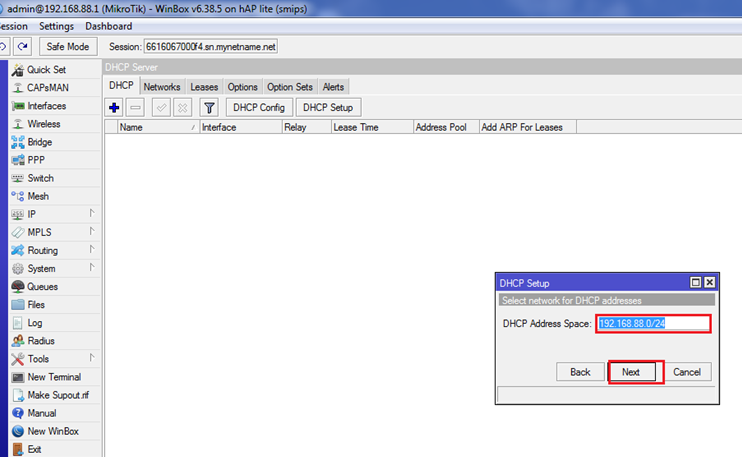 admin@192.168.88.1 (MikroTik) - WinBox v6.38.5 on hAP lite (smips)
Session Settings Dashboard
Safe Mode Session: 6616067000f4.sn.mynetname.net
Quick Set
CAPsMAN
Interfaces
Wireless
Bridge
PPP
Switch
Mesh
IP
MPLS
Routing
System
Queues
Files
Log
Radius
Tools
New Terminal
Make Supout.rif
Manual
New WinBox
Exit
DHCP Server
DHCP Networks Leases Options Option Sets Alerts
DHCP Config DHCP Setup
Name Interface Relay Lease Time Address Pool Add ARP For Leases
DHCP Setup
Select network for DHCP addresses
DHCP Address Space: 192.168.88.0/24
Back Next Cancel